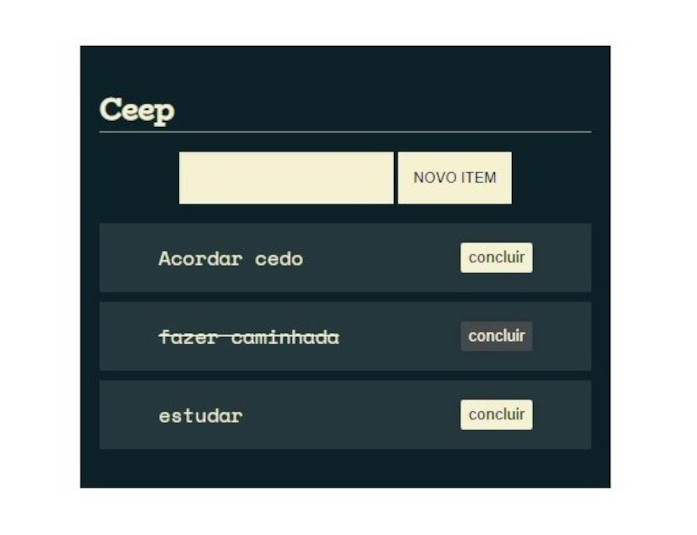 Ceep
NOVO ITEM
Acordar cedo
concluir
fazer caminhada
concluir
estudar
concluir